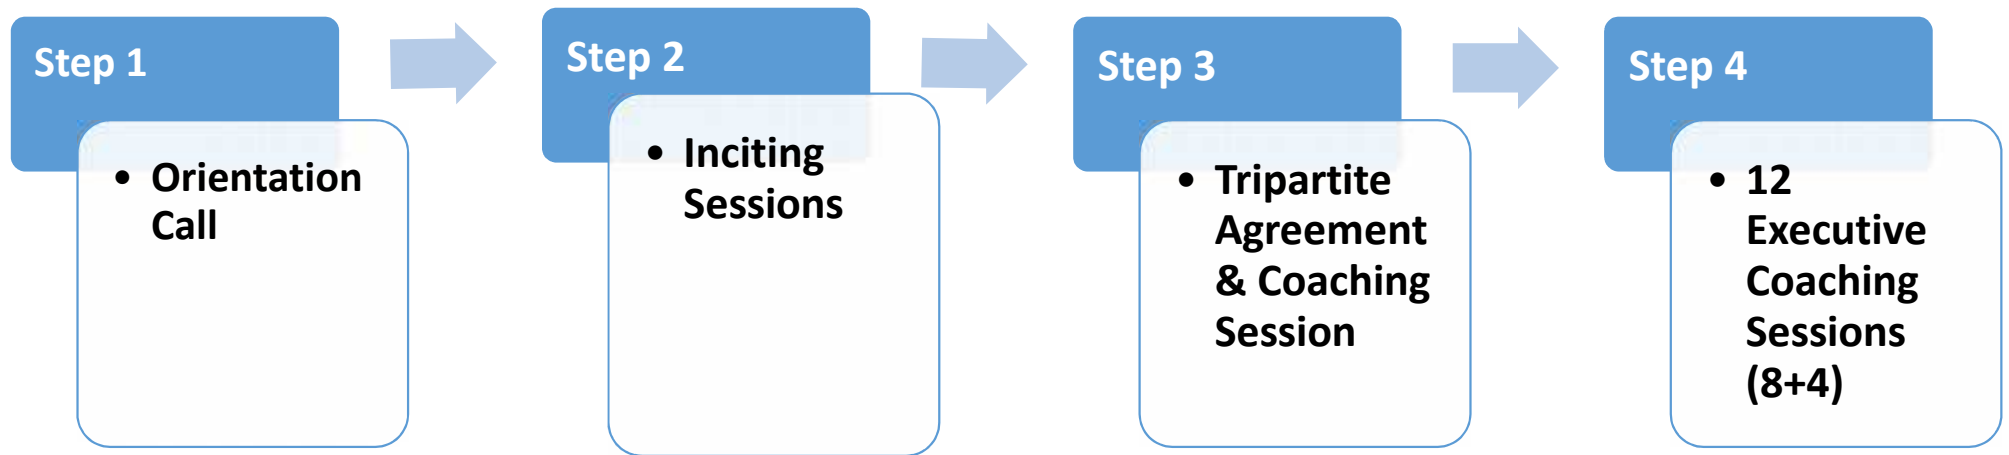 Step 1
• Orientation
Call
Step 2
• Inciting
Sessions
Step 3
• Tripartite
Agreement
& Coaching
Session
Step 4
• 12
Executive
Coaching
Sessions
(8+4)